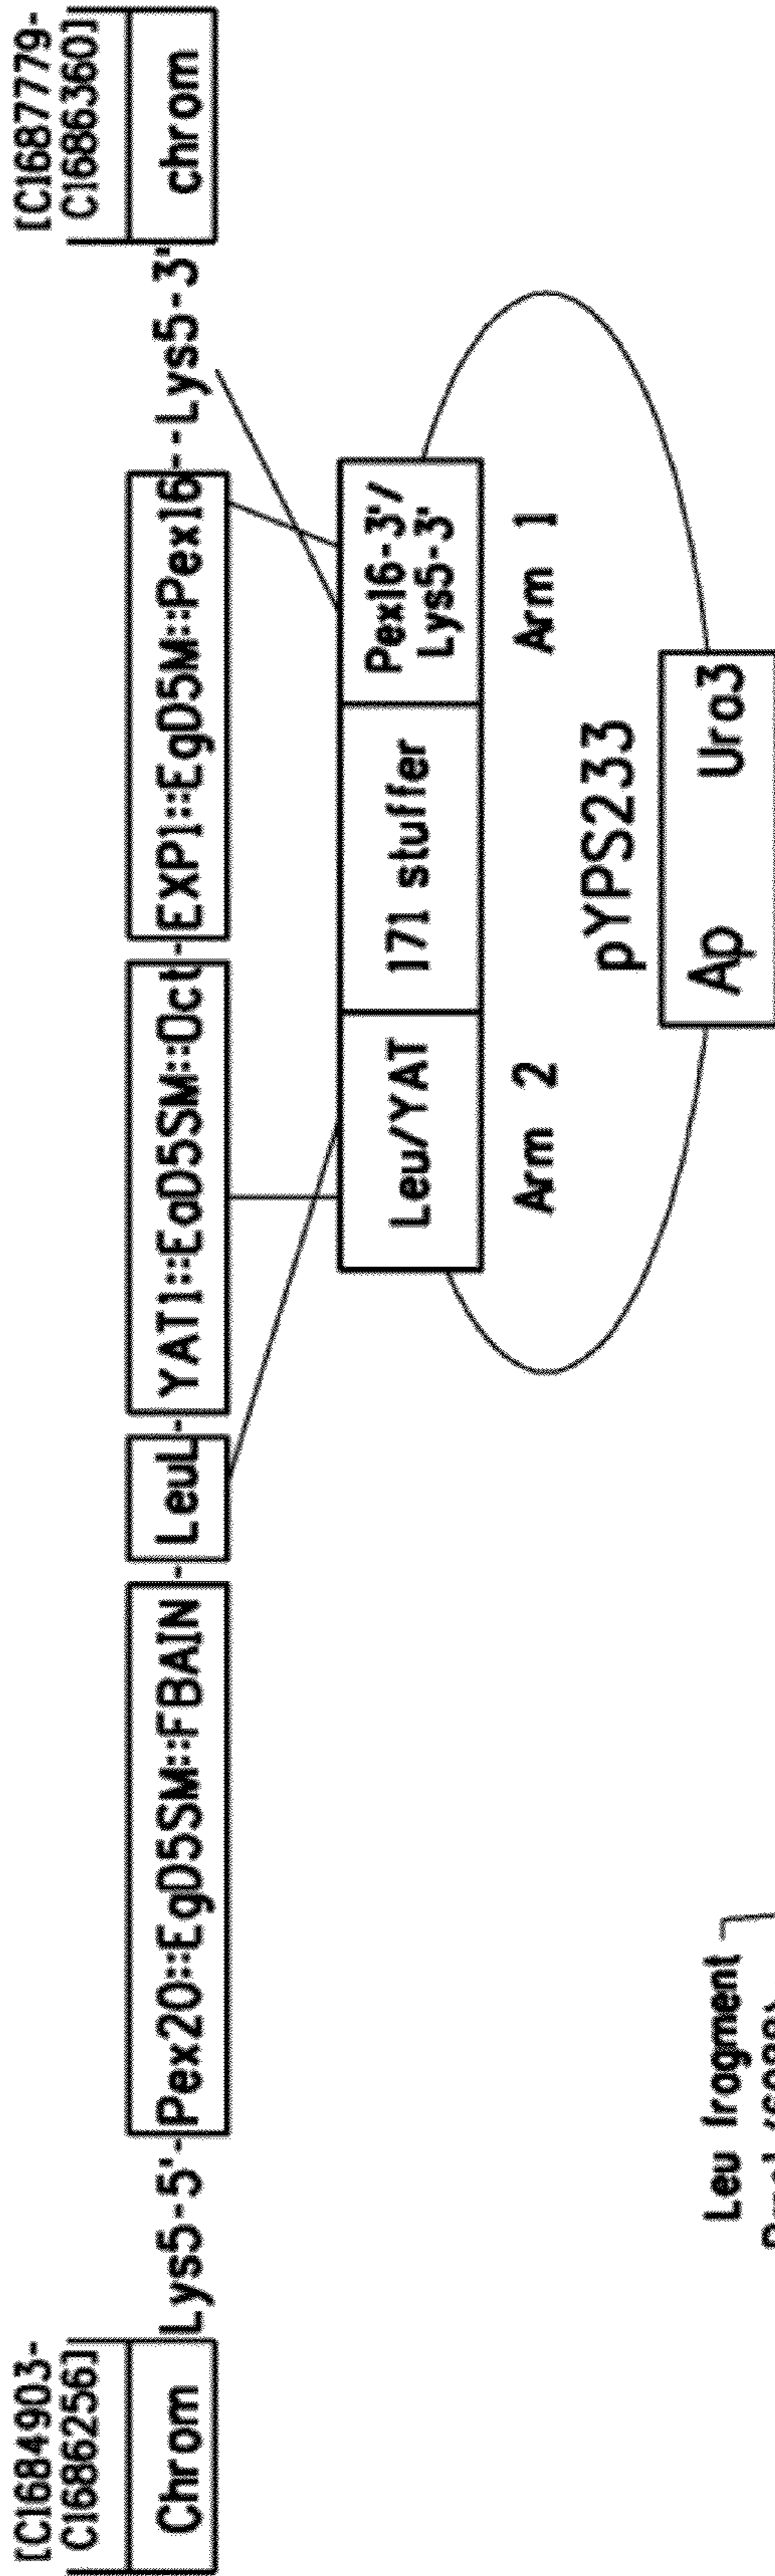 [C1684903-
C1686256]
[C1687779-
C1686360]
Chrom Lys5-5'-Pex20::EgD5SM::FBAIN - LeuL - YAT1::EaD5SM::Oct - EXP1::EgD5M::Pex16--Lys5-3' chrom
Leu/YAT 171 stuffer Pex16-3'/
Lys5-3'
Arm 2 Arm 1
pYPS233
Ap Ura3
Leu fragment